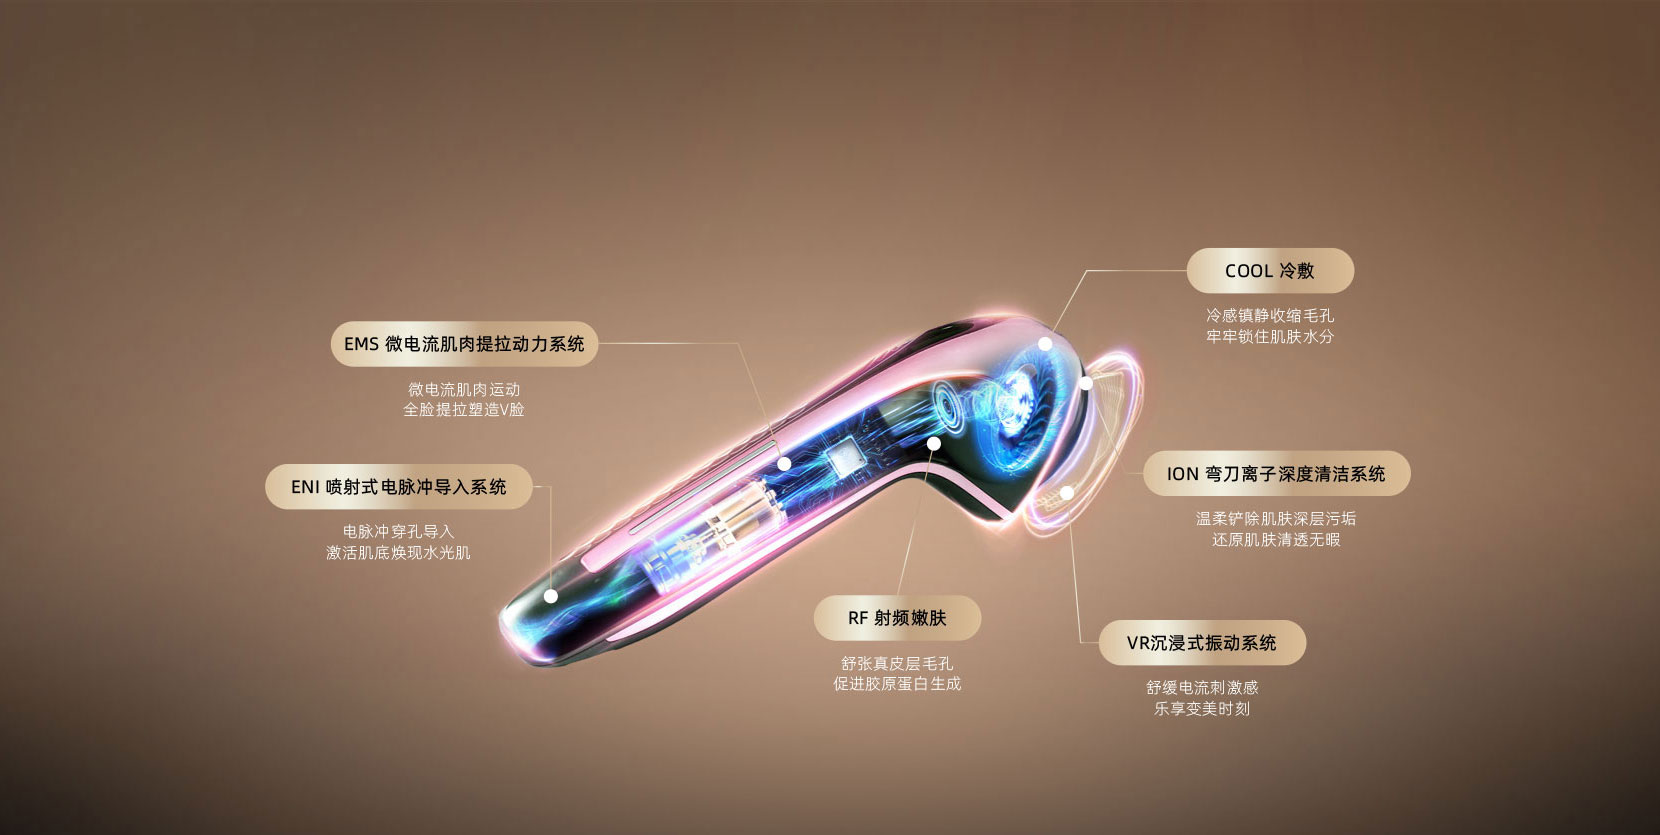 COOL 冷敷
冷感镇静收缩毛孔
牢牢锁住肌肤水分
EMS 微电流肌肉提拉动力系统
微电流肌肉运动
全脸提拉塑造V脸
ION 弯刀离子深度清洁系统
温柔铲除肌肤深层污垢
还原肌肤清透无暇
ENI 喷射式电脉冲导入系统
电脉冲穿孔导入
激活肌底焕现水光肌
RF 射频嫩肤
舒张真皮层毛孔
促进胶原蛋白生成
VR沉浸式振动系统
舒缓电流刺激感
乐享变美时刻